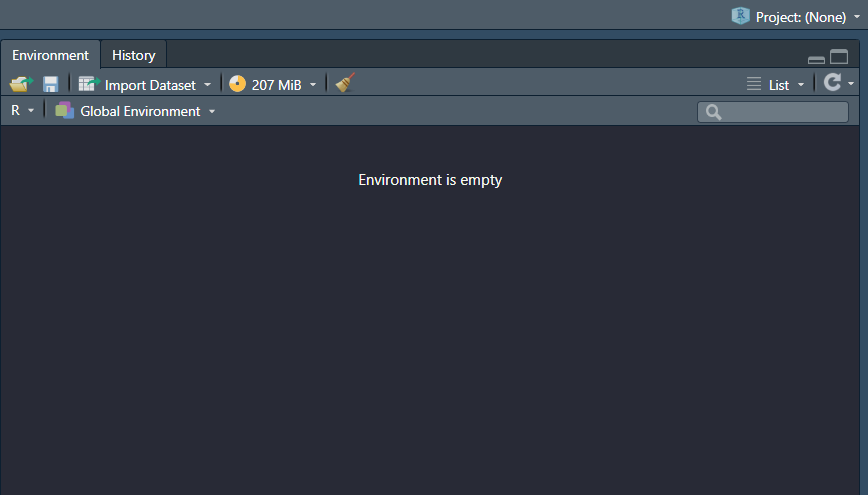 Project: (None)
Environment History
Import Dataset 207 MiB List
R Global Environment
Environment is empty